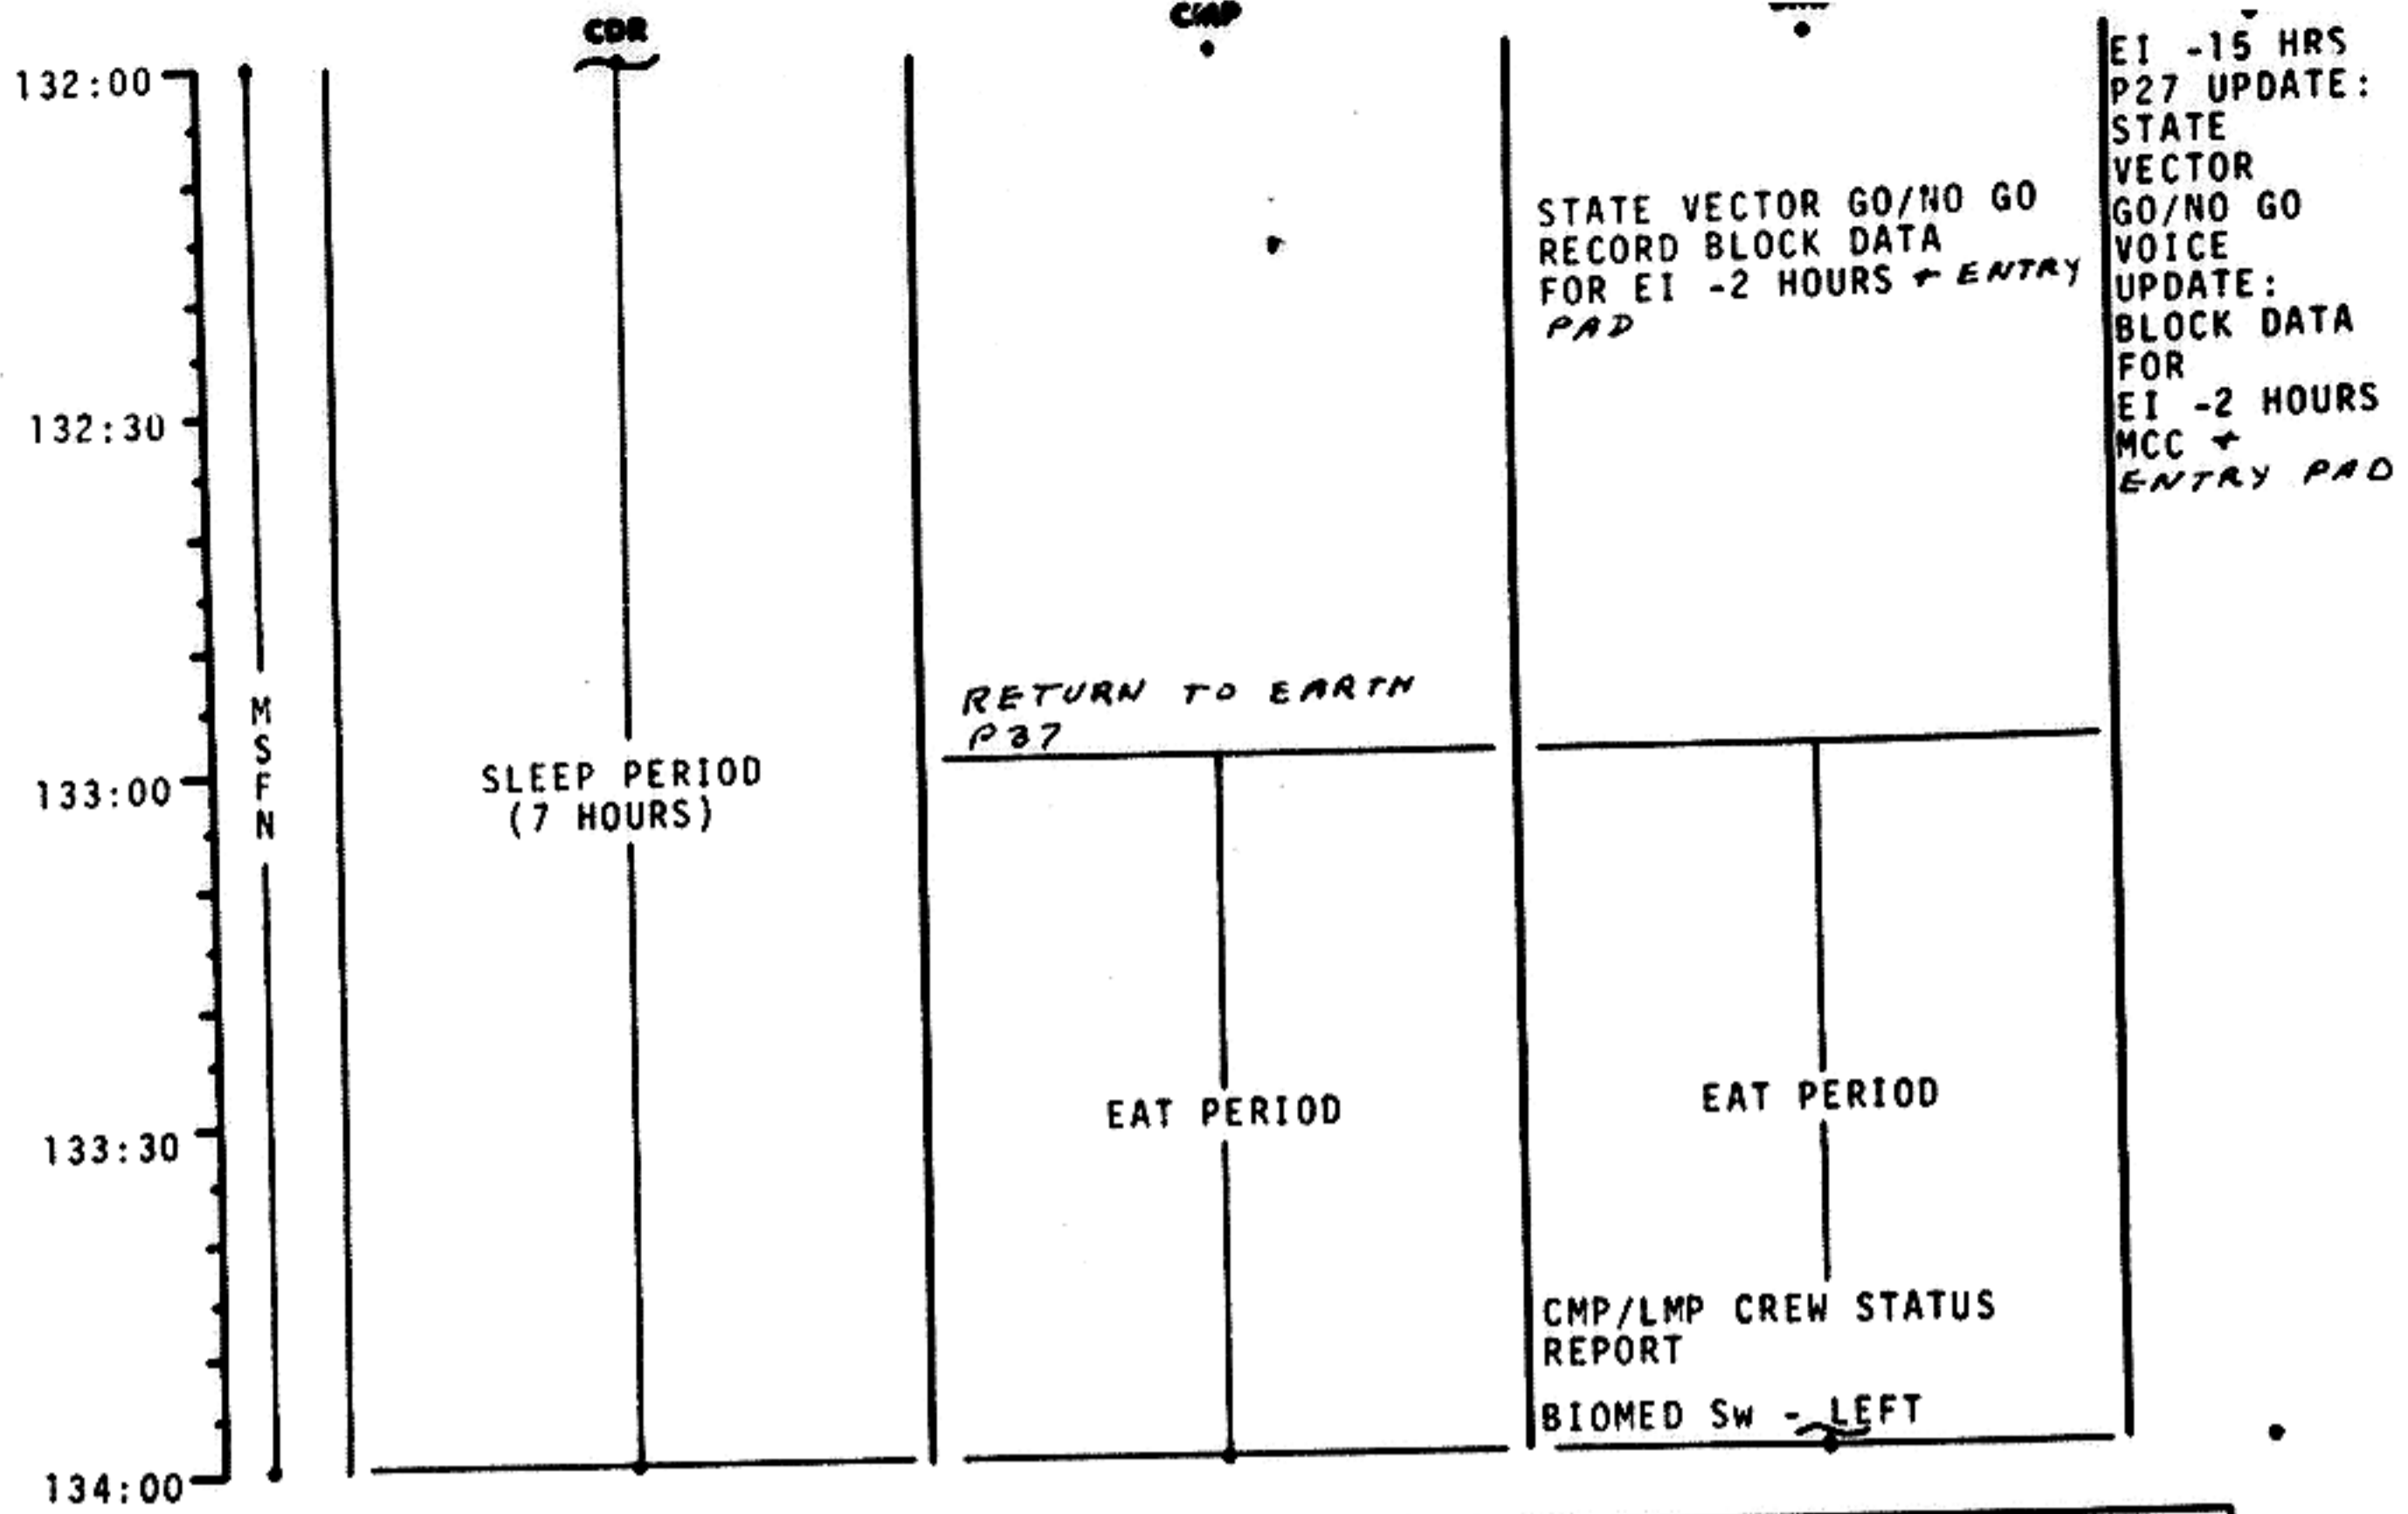 CDR
CMP
132:00
132:30
133:00
133:30
134:00
M
S
F
N
SLEEP PERIOD
(7 HOURS)
RETURN TO EARTH
P37
EAT PERIOD
STATE VECTOR GO/NO GO
RECORD BLOCK DATA
FOR EI -2 HOURS + ENTRY
PAD
EAT PERIOD
CMP/LMP CREW STATUS
REPORT
BIOMED Sw - LEFT
EI -15 HRS
P27 UPDATE:
STATE
VECTOR
GO/NO GO
VOICE
UPDATE:
BLOCK DATA
FOR
EI -2 HOURS
MCC +
ENTRY PAD